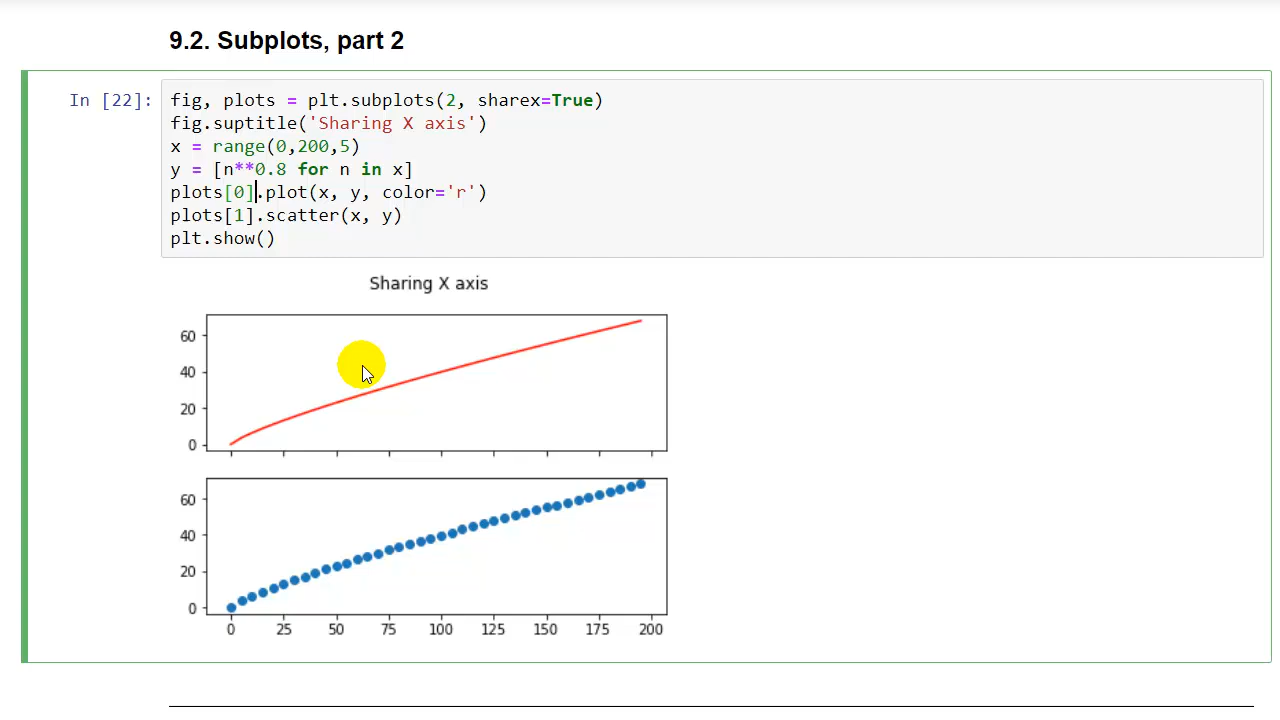 9.2. Subplots, part 2
In [22]:
fig, plots = plt.subplots(2, sharex=True)
fig.suptitle('Sharing X axis')
x = range(0,200,5)
y = [n**0.8 for n in x]
plots[0].plot(x, y, color='r')
plots[1].scatter(x, y)
plt.show()
Sharing X axis
60
40
20
0
60
40
20
0
0 25 50 75 100 125 150 175 200